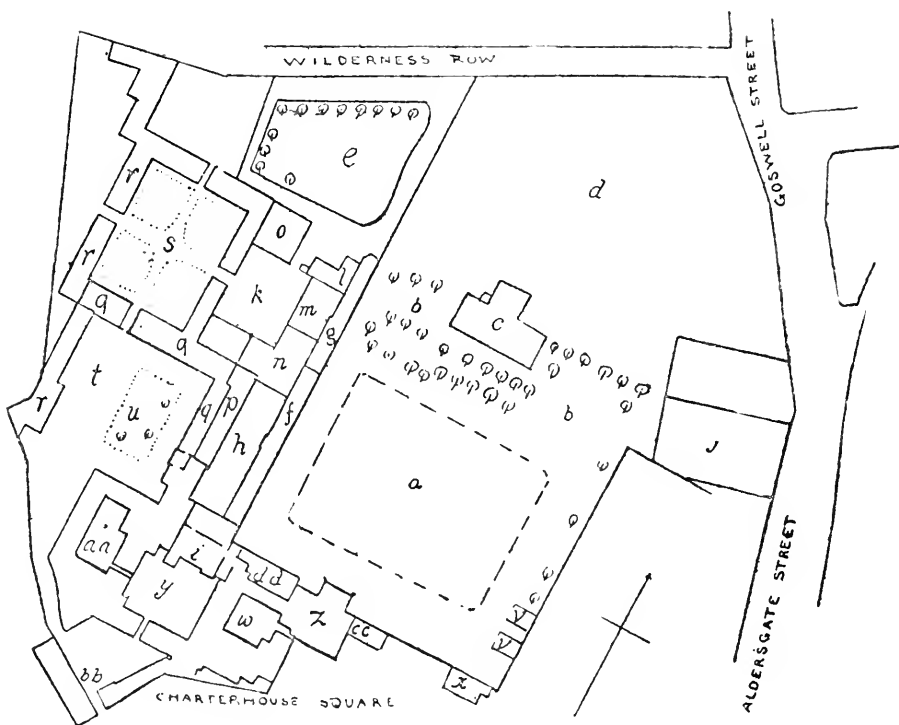 WILDERNESS ROW
GOSWELL STREET
e
d
r
s
o
k
l
m
b
c
r
q
g
q
n
t
u
q
p
f
h
b
J
r
a
aa
i
y
dd
w
z
cc
v
v
x
bb
CHARTERHOUSE SQUARE
ALDERSGATE STREET